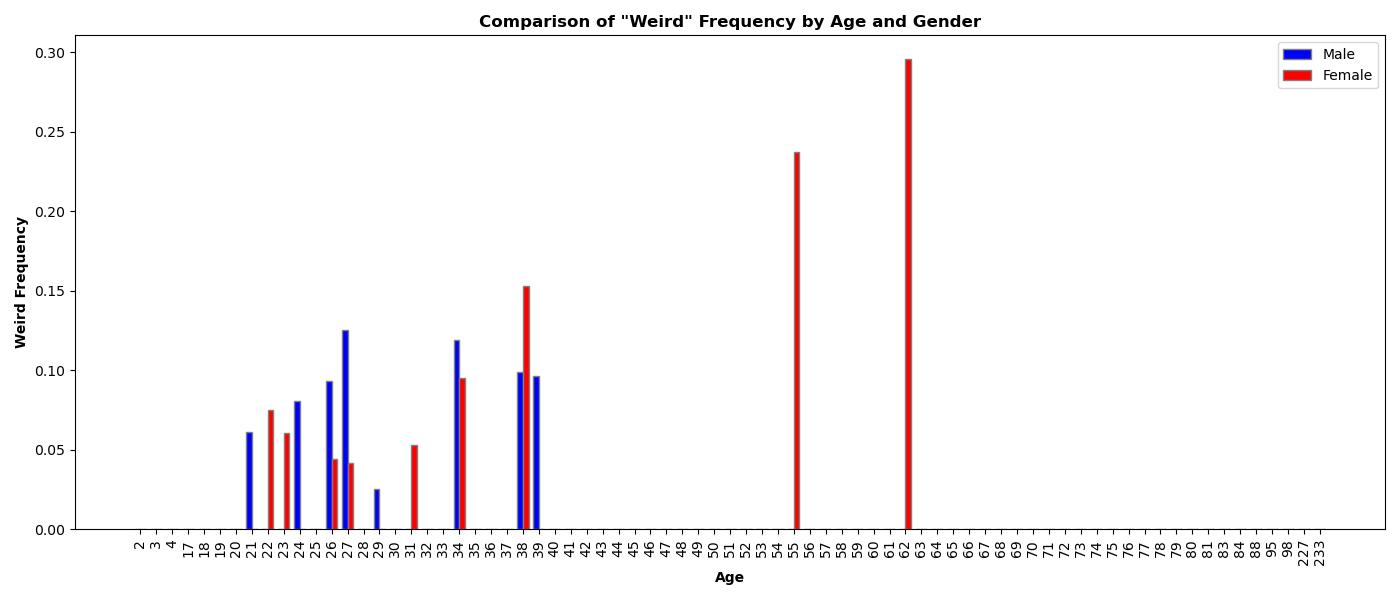 Comparison of "Weird" Frequency by Age and Gender
Male
Female
0.30
0.25
0.20
0.15
0.10
0.05
0.00
Weird Frequency
2 3 4 17 18 19 20 21 22 23 24 25 26 27 28 29 30 31 32 33 34 35 36 37 38 39 40 41 42 43 44 45 46 47 48 49 50 51 52 53 54 55 56 57 58 59 60 61 62 63 64 65 66 67 68 69 70 71 72 73 74 75 76 77 78 79 80 81 83 84 88 95 98 227 233
Age